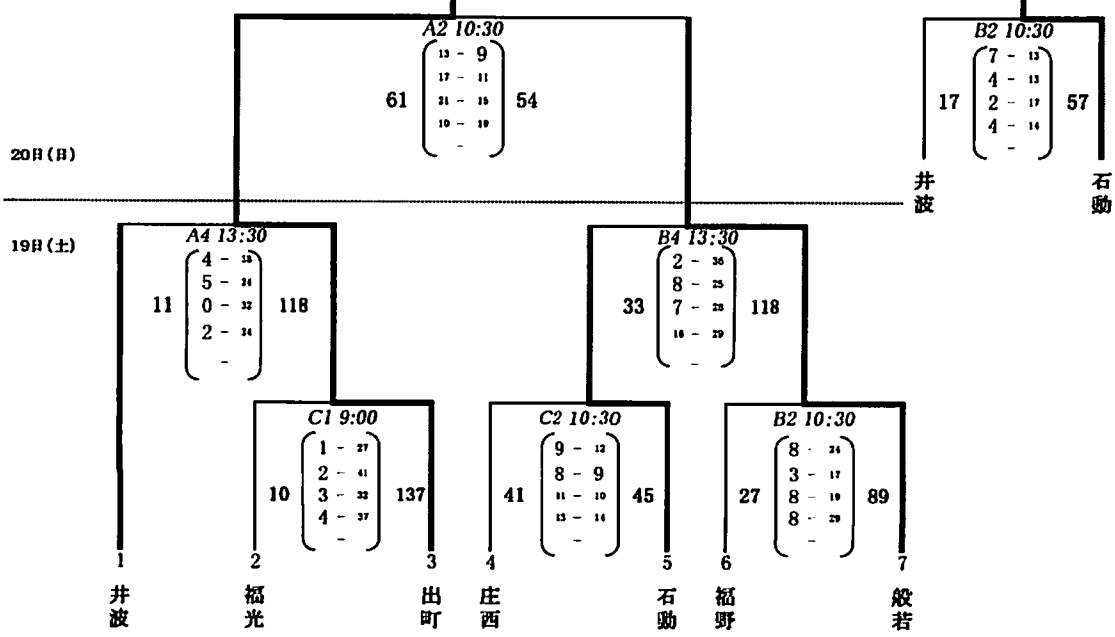 A2 10:30
13 - 9
17 - 11
61 21 - 15 54
10 - 19
-
B2 10:30
7 - 13
4 - 13
17 2 - 17 57
4 - 14
-
井波
石動
20日(日)
19日(土)
A4 13:30
4 - 18
5 - 34
11 0 - 32 118
2 - 34
-
B4 13:30
2 - 36
8 - 25
33 7 - 28 118
16 - 29
-
C1 9:00
1 - 27
2 - 41
10 3 - 32 137
4 - 37
-
C2 10:30
9 - 12
8 - 9
41 11 - 10 45
13 - 14
-
B2 10:30
8 - 24
3 - 17
27 8 - 19 89
8 - 29
-
1 2 3 4 5 6 7
井波
福光
出町
庄西
石動
福野
般若